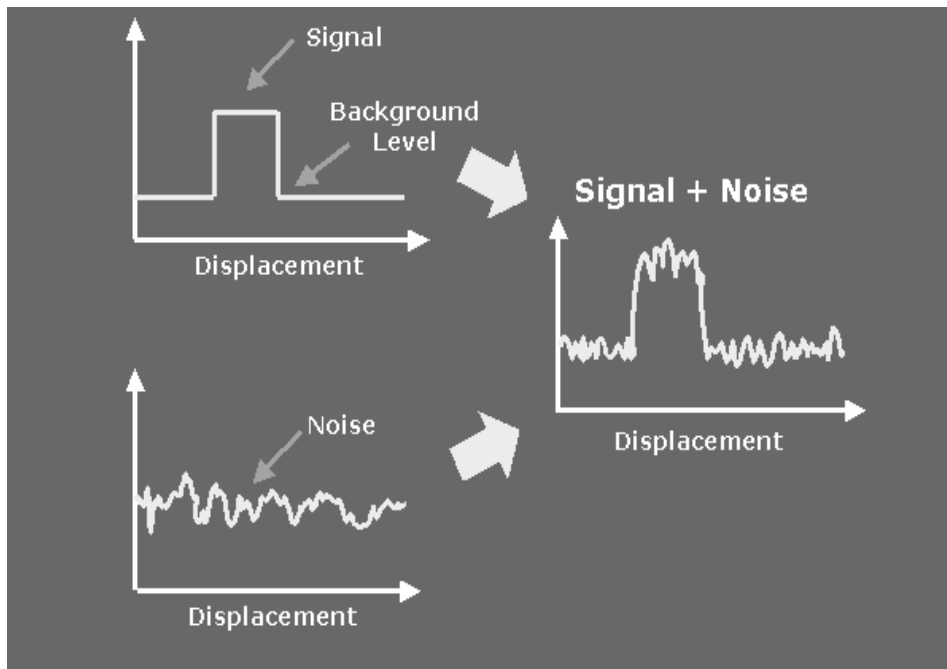 Signal
Background
Level
Displacement
Signal + Noise
Displacement
Noise
Displacement